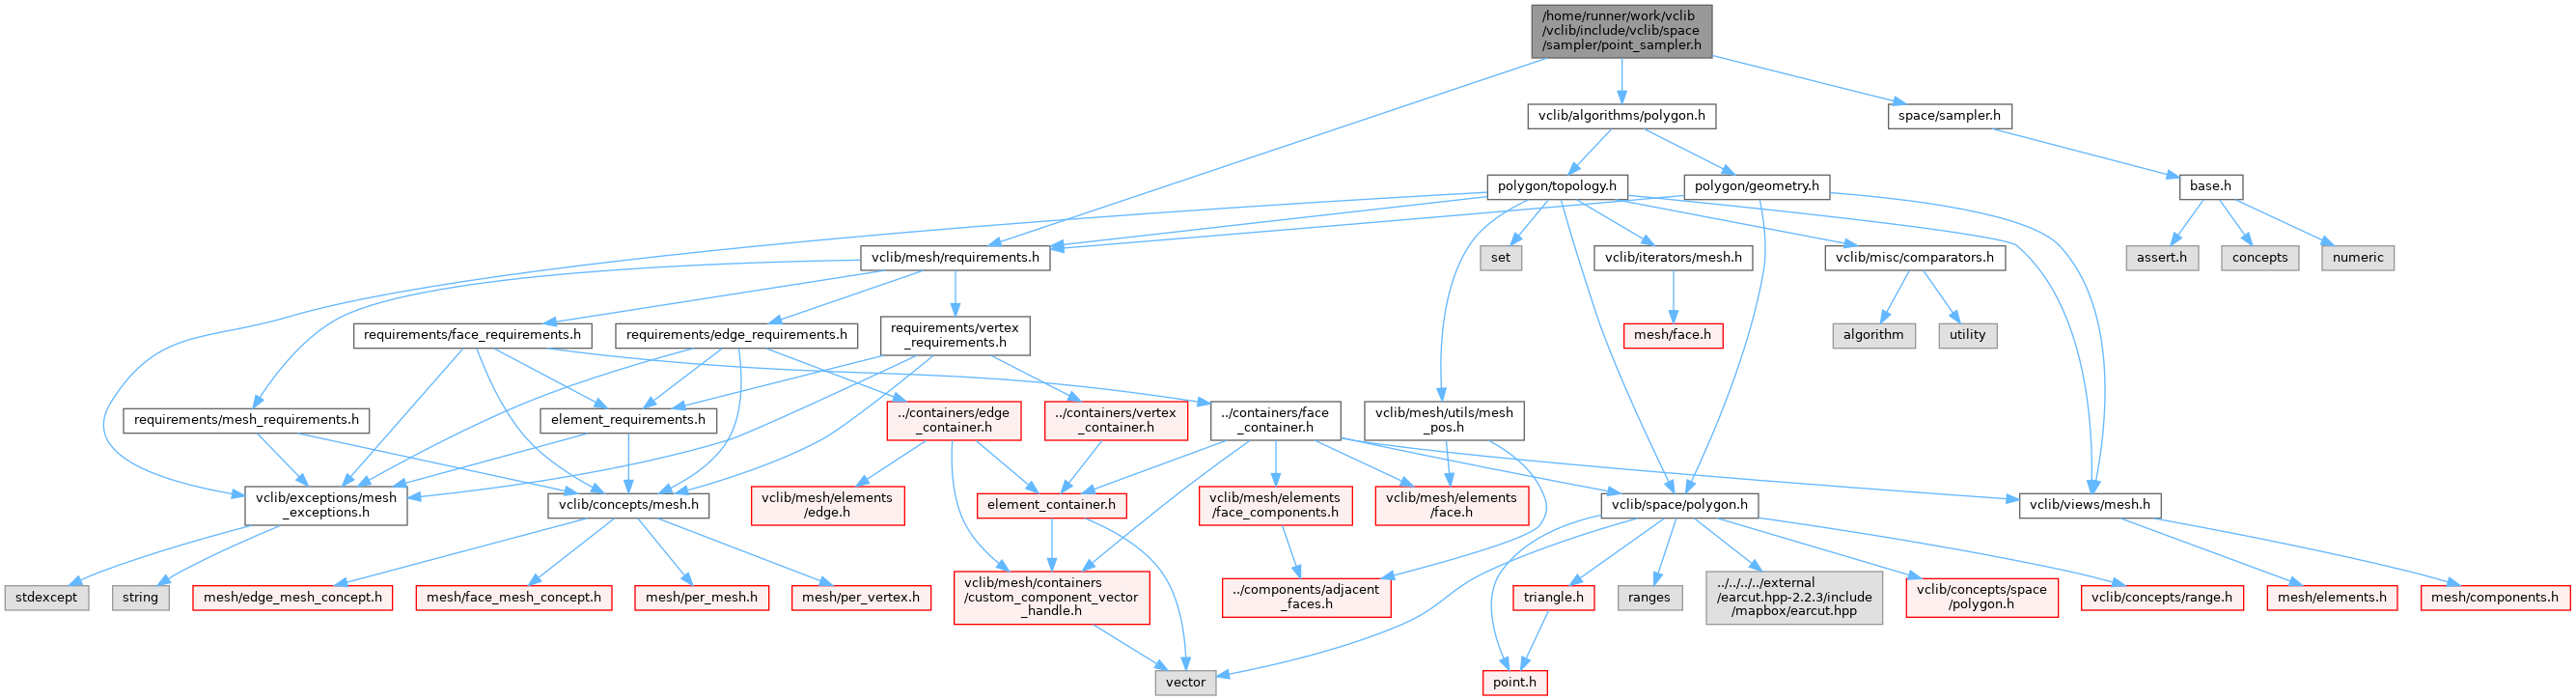 /home/runner/work/vclib
/vclib/include/vclib/space
/sampler/point_sampler.h
vclib/algorithms/polygon.h
space/sampler.h
polygon/topology.h
polygon/geometry.h
base.h
vclib/mesh/requirements.h
set
vclib/iterators/mesh.h
vclib/misc/comparators.h
assert.h
concepts
numeric
requirements/face_requirements.h
requirements/edge_requirements.h
requirements/vertex
_requirements.h
mesh/face.h
algorithm
utility
requirements/mesh_requirements.h
element_requirements.h
../containers/edge
_container.h
../containers/vertex
_container.h
../containers/face
_container.h
vclib/mesh/utils/mesh
_pos.h
vclib/exceptions/mesh
_exceptions.h
vclib/concepts/mesh.h
vclib/mesh/elements
/edge.h
element_container.h
vclib/mesh/elements
/face_components.h
vclib/mesh/elements
/face.h
vclib/space/polygon.h
vclib/views/mesh.h
stdexcept
string
mesh/edge_mesh_concept.h
mesh/face_mesh_concept.h
mesh/per_mesh.h
mesh/per_vertex.h
vclib/mesh/containers
/custom_component_vector
_handle.h
../components/adjacent
_faces.h
triangle.h
ranges
../../../../external
/earcut.hpp-2.2.3/include
/mapbox/earcut.hpp
vclib/concepts/space
/polygon.h
vclib/concepts/range.h
mesh/elements.h
mesh/components.h
vector
point.h